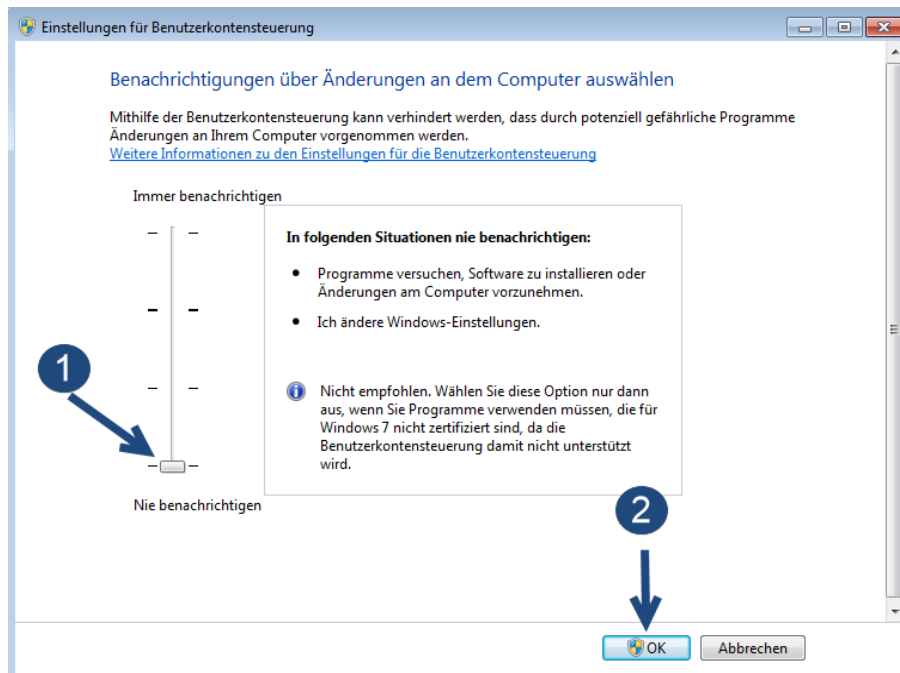 Einstellungen für Benutzerkontensteuerung
Benachrichtigungen über Änderungen an dem Computer auswählen
Mithilfe der Benutzerkontensteuerung kann verhindert werden, dass durch potenziell gefährliche Programme
Änderungen an Ihrem Computer vorgenommen werden.
Weitere Informationen zu den Einstellungen für die Benutzerkontensteuerung
Immer benachrichtigen
In folgenden Situationen nie benachrichtigen:
• Programme versuchen, Software zu installieren oder
Änderungen am Computer vorzunehmen.
• Ich ändere Windows-Einstellungen.
1
Nicht empfohlen. Wählen Sie diese Option nur dann
aus, wenn Sie Programme verwenden müssen, die für
Windows 7 nicht zertifiziert sind, da die
Benutzerkontensteuerung damit nicht unterstützt
wird.
Nie benachrichtigen
2
OK
Abbrechen